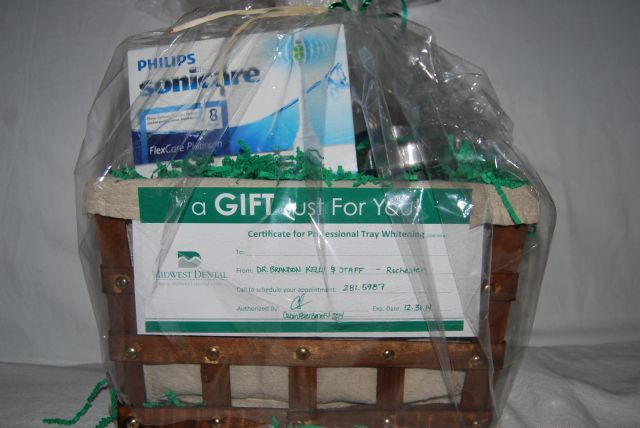 PHILIPS
sonicare
8
FlexCare Platinum
a GIFT Just For You!
Certificate for Professional Tray Whitening
To:
MIDWEST DENTAL
From: DR. BRANDON KELLY & STAFF - Rochester
Call to schedule your appointment: 281.5987
Authorized By:
Exp. Date: 12.31.14